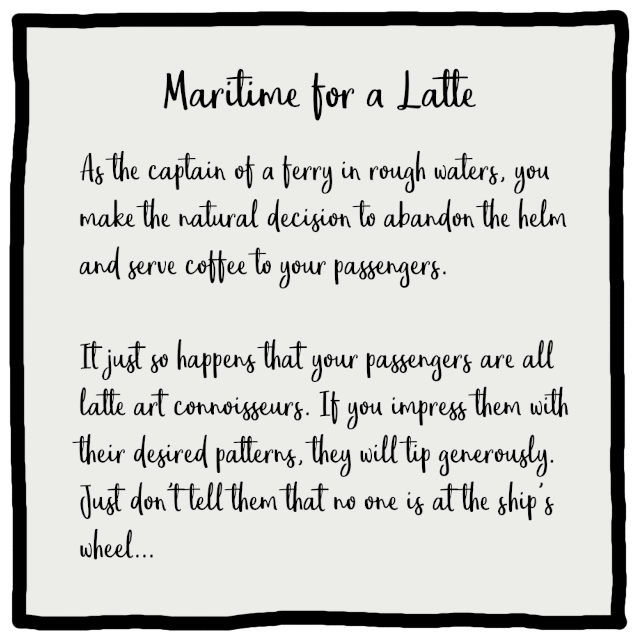 Maritime for a Latte
As the captain of a ferry in rough waters, you
make the natural decision to abandon the helm
and serve coffee to your passengers.
It just so happens that your passengers are all
latte art connoisseurs. If you impress them with
their desired patterns, they will tip generously.
Just don't tell them that no one is at the ship's
wheel...